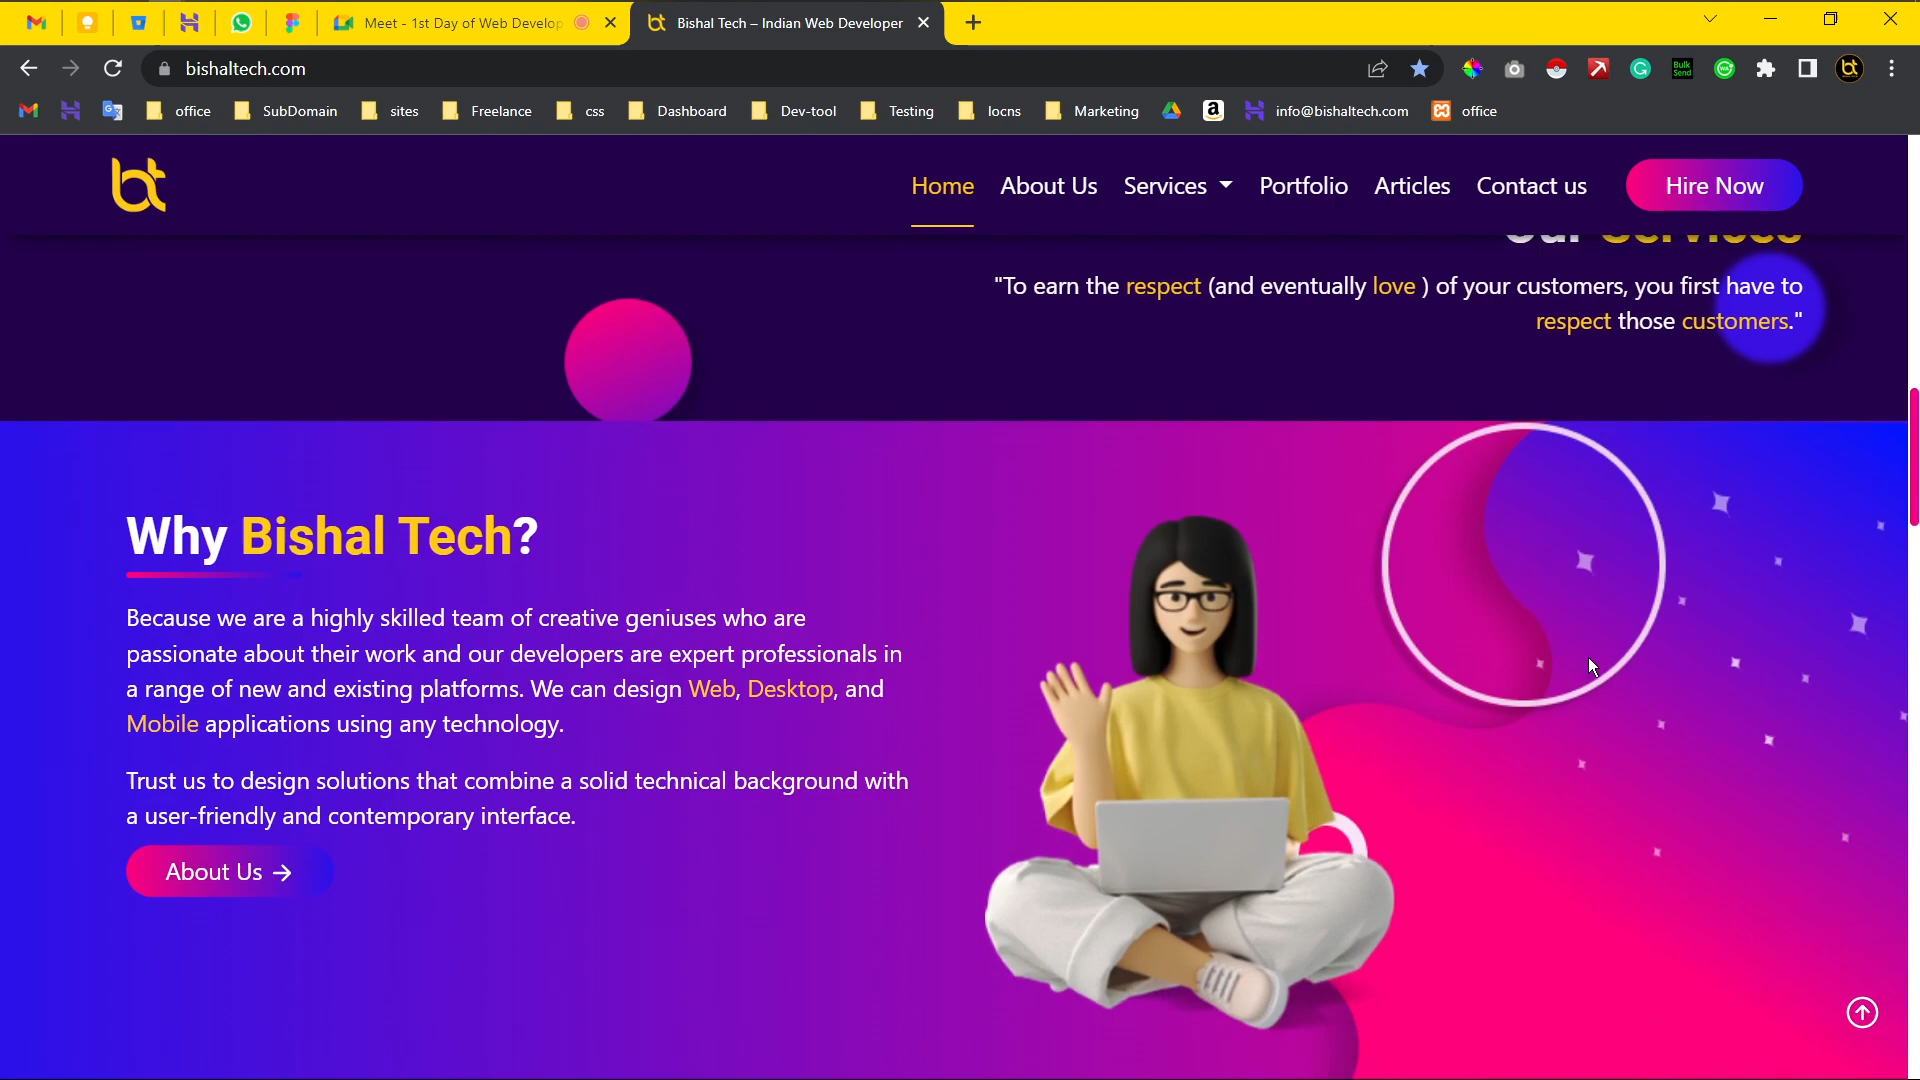 Meet - 1st Day of Web Develop
Bishal Tech – Indian Web Developer
bishaltech.com
Bulk Send
bt
office
SubDomain
sites
Freelance
css
Dashboard
Dev-tool
Testing
locns
Marketing
info@bishaltech.com
office
bt
Home
About Us
Services
Portfolio
Articles
Contact us
Hire Now
Our Services
"To earn the respect (and eventually love ) of your customers, you first have to
respect those customers."
Why Bishal Tech?
Because we are a highly skilled team of creative geniuses who are
passionate about their work and our developers are expert professionals in
a range of new and existing platforms. We can design Web, Desktop, and
Mobile applications using any technology.
Trust us to design solutions that combine a solid technical background with
a user-friendly and contemporary interface.
About Us →